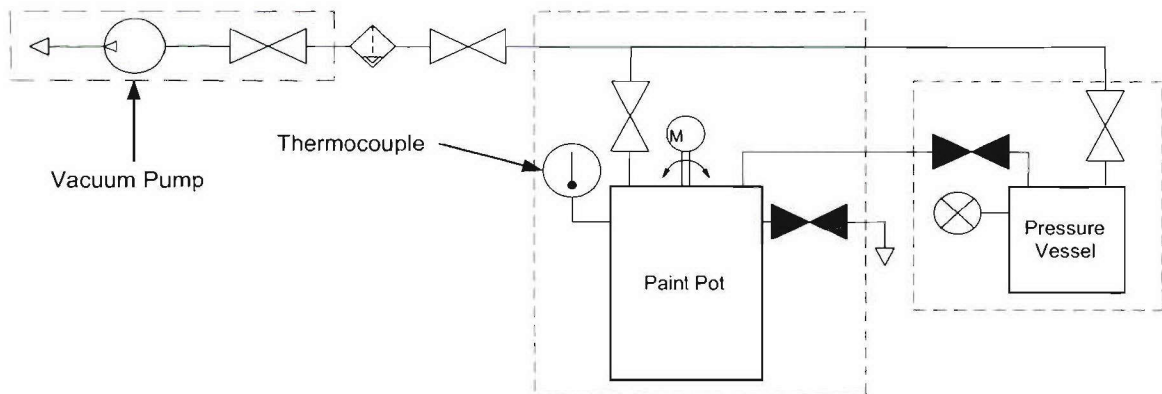 Thermocouple
M
Vacuum Pump
Pressure
Vessel
Paint Pot